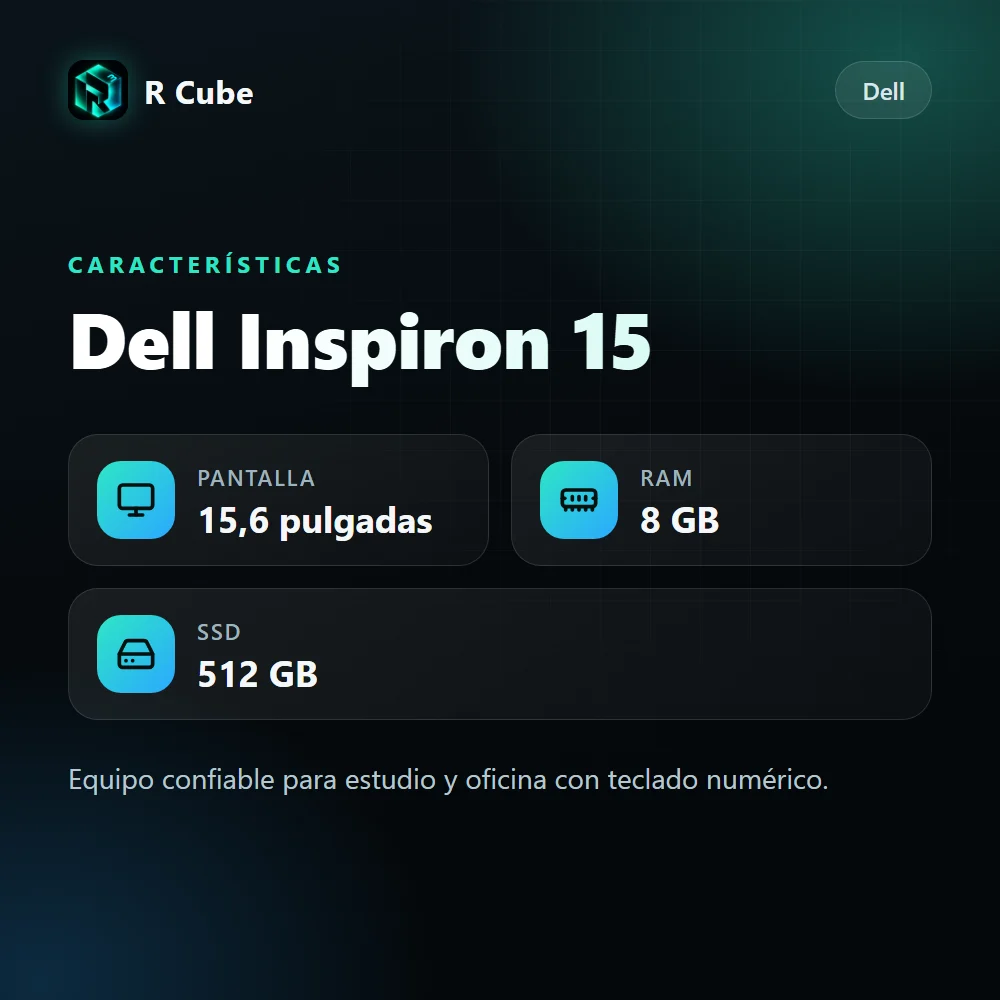 R Cube
Dell
CARACTERÍSTICAS
Dell Inspiron 15
PANTALLA
15,6 pulgadas
RAM
8 GB
SSD
512 GB
Equipo confiable para estudio y oficina con teclado numérico.